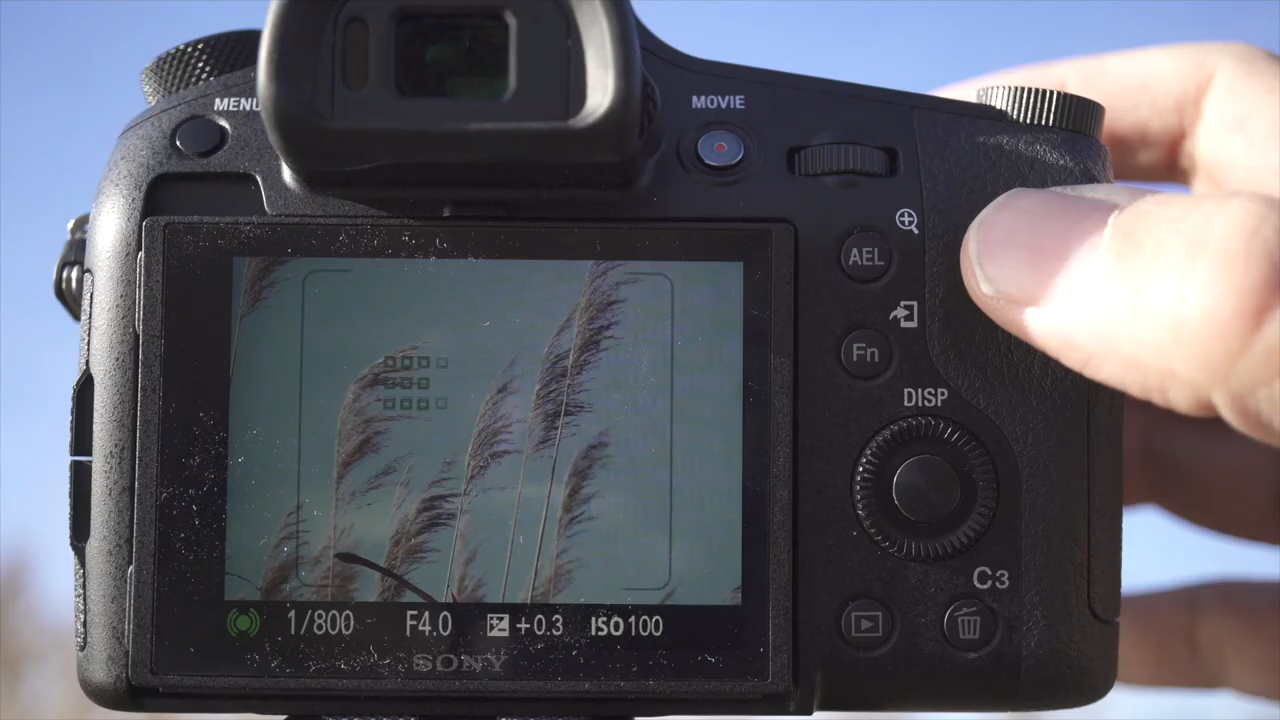 MENU
MOVIE
AEL
Fn
DISP
C3
1/800 F4.0 +0.3 ISO100
SONY